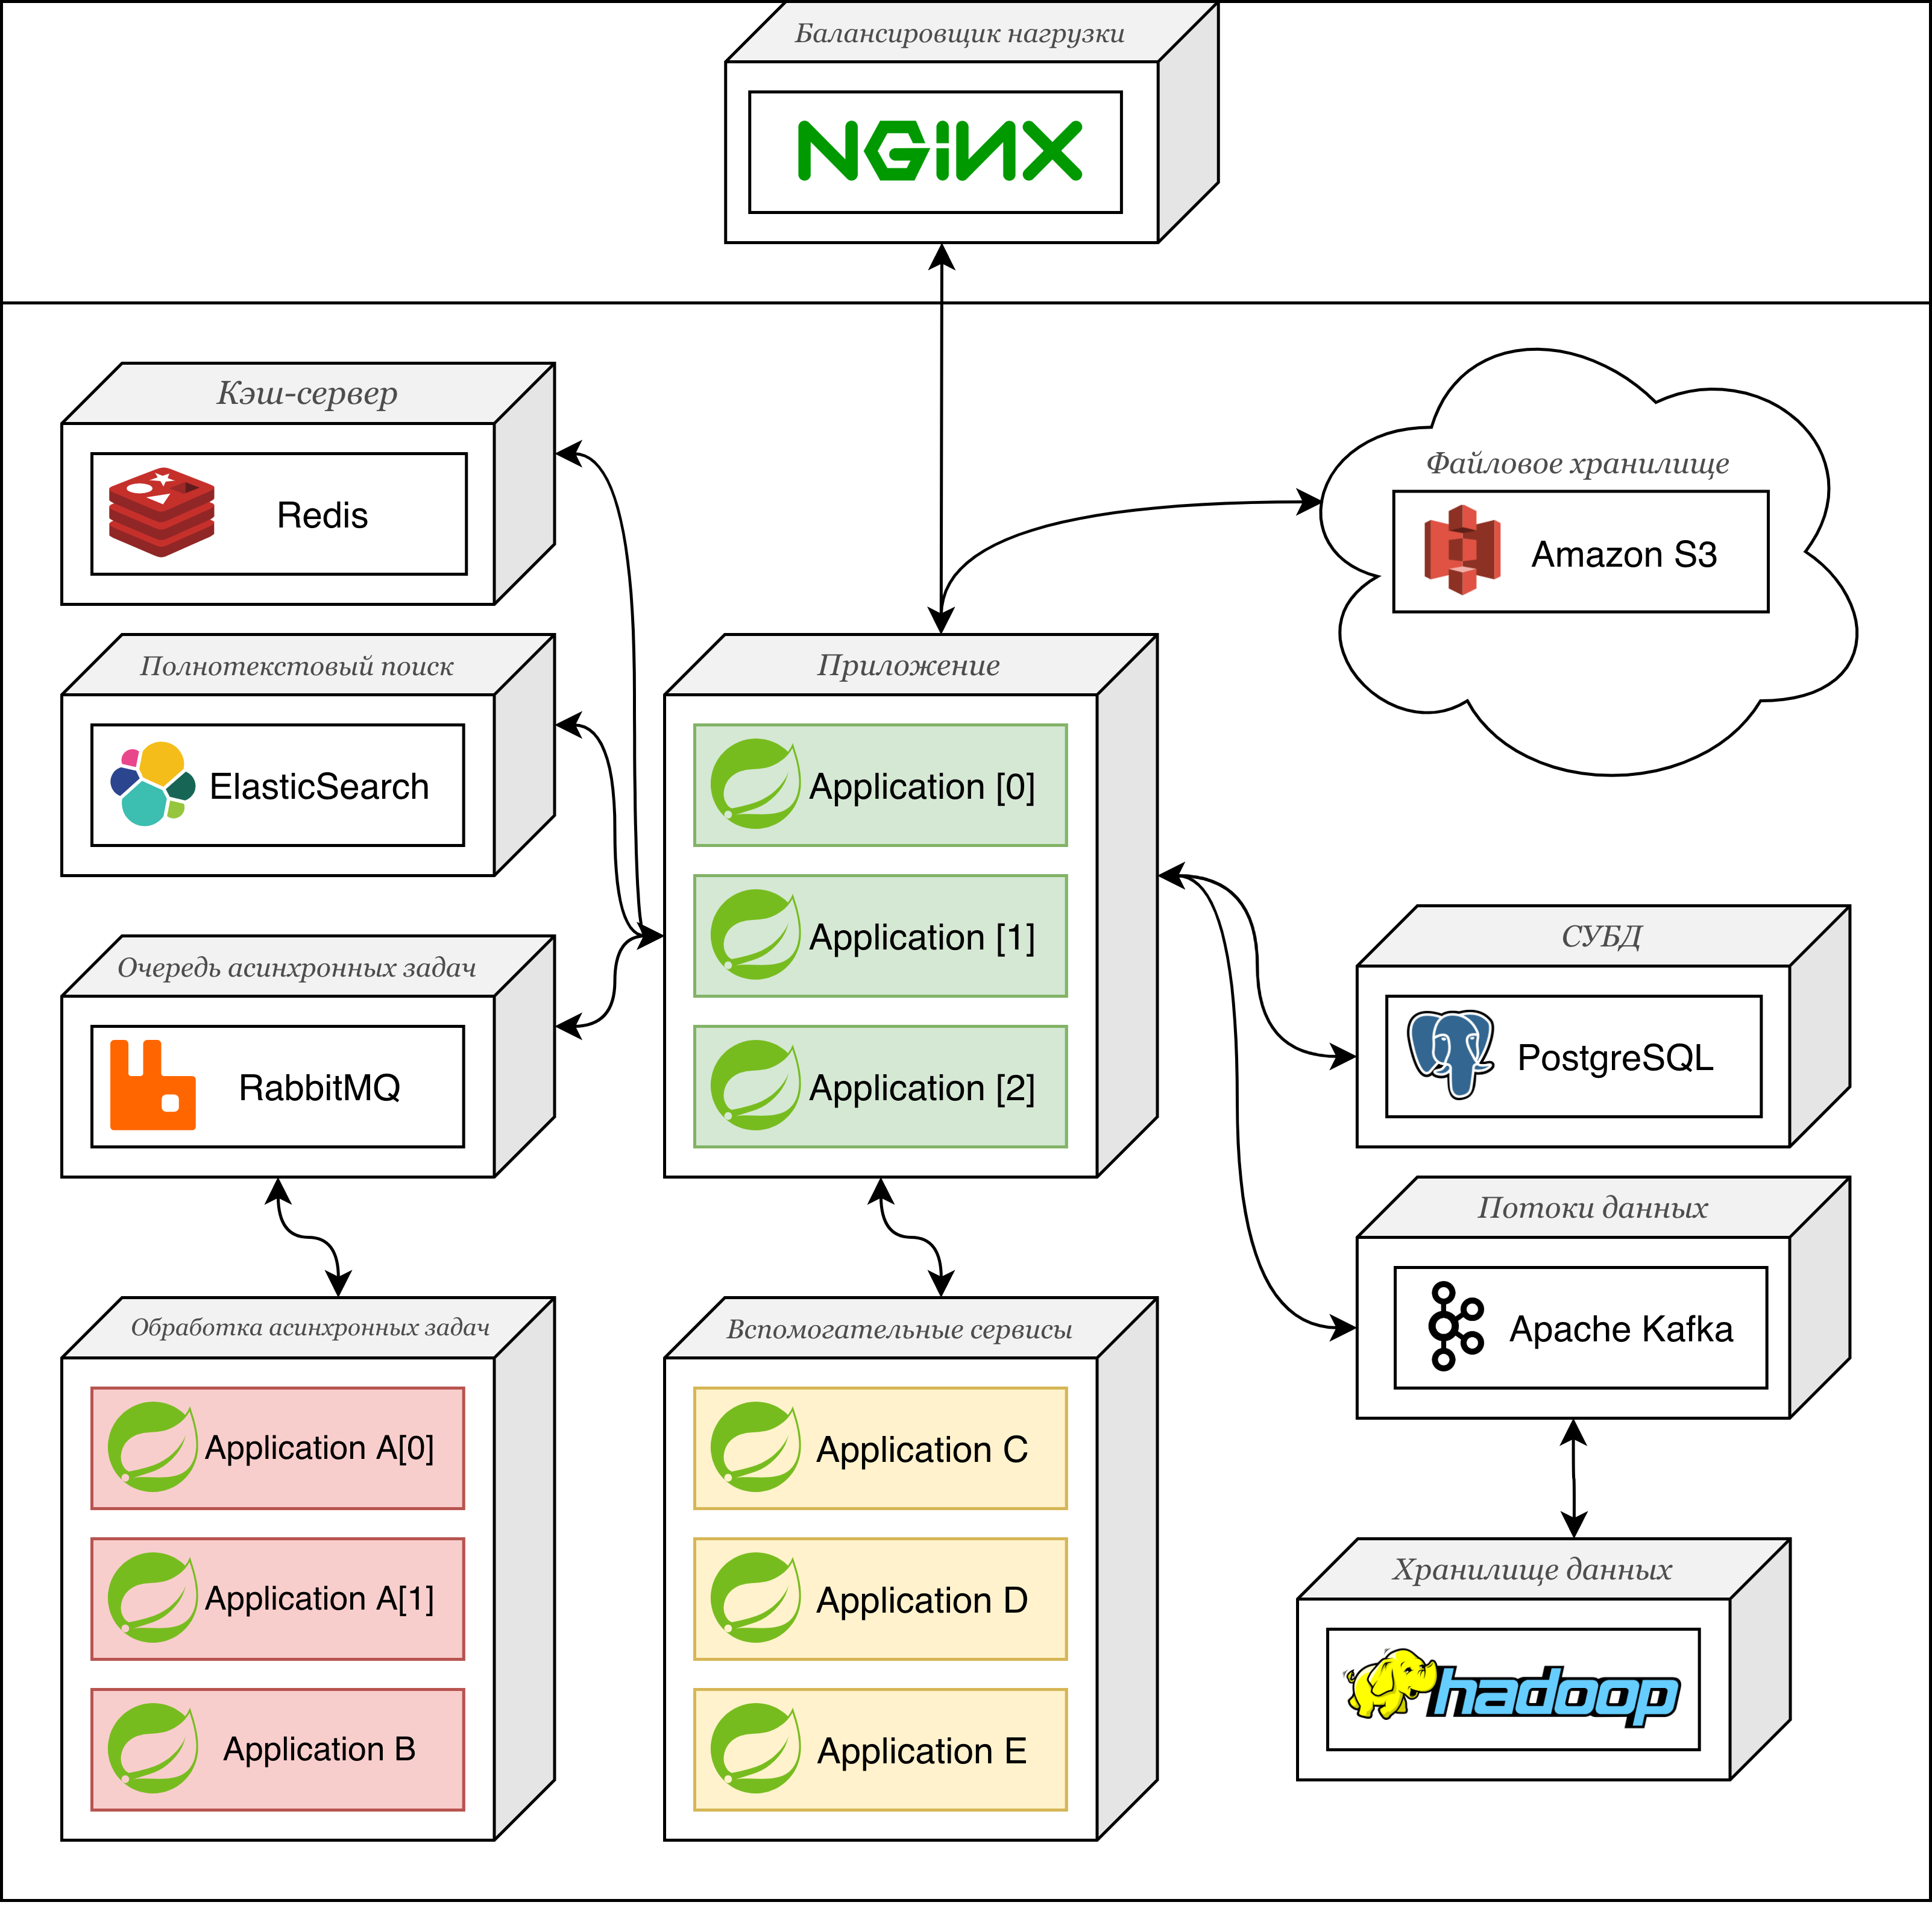 Балансировщик нагрузки
NGiNX
Кэш-сервер
Redis
Файловое хранилище
Amazon S3
Полнотекстовый поиск
ElasticSearch
Приложение
Application [0]
Application [1]
Application [2]
Очередь асинхронных задач
RabbitMQ
СУБД
PostgreSQL
Потоки данных
Apache Kafka
Обработка асинхронных задач
Application A[0]
Application A[1]
Application B
Вспомогательные сервисы
Application C
Application D
Application E
Хранилище данных
hadoop